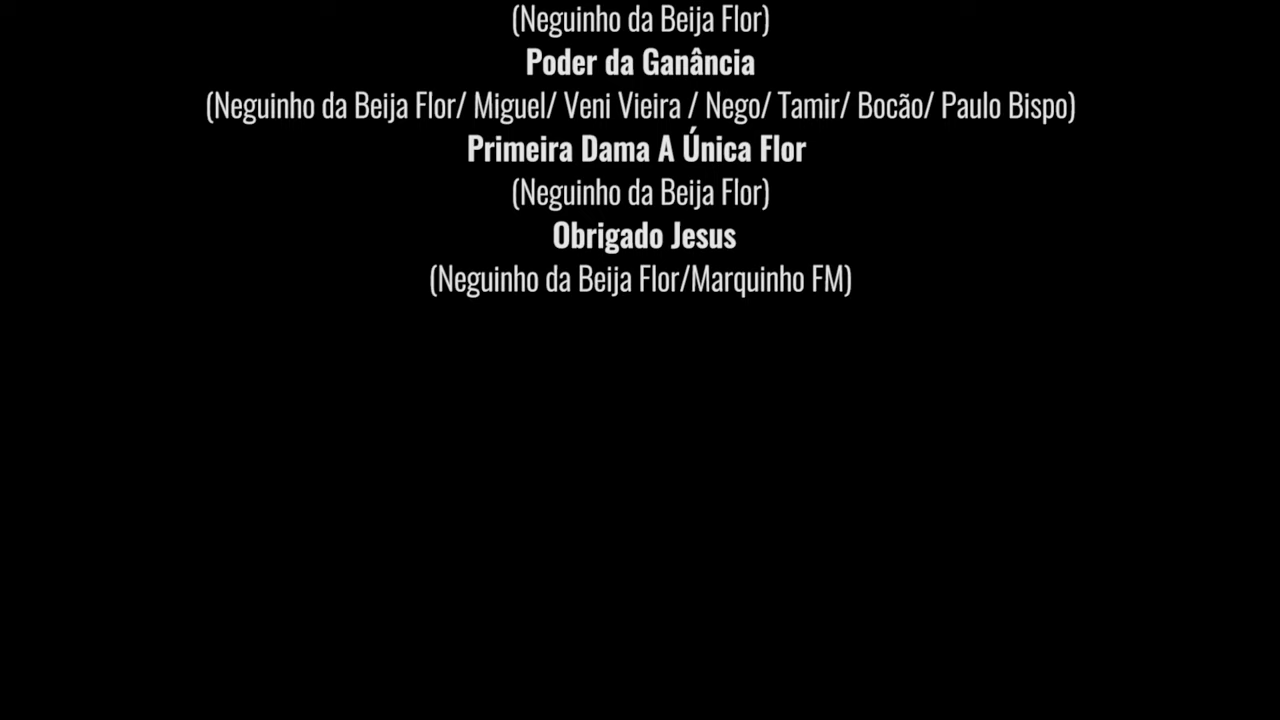 (Neguinho da Beija Flor)
Poder da Ganância
(Neguinho da Beija Flor/ Miguel/ Veni Vieira / Nego/ Tamir/ Bocão/ Paulo Bispo)
Primeira Dama A Única Flor
(Neguinho da Beija Flor)
Obrigado Jesus
(Neguinho da Beija Flor/Marquinho FM)